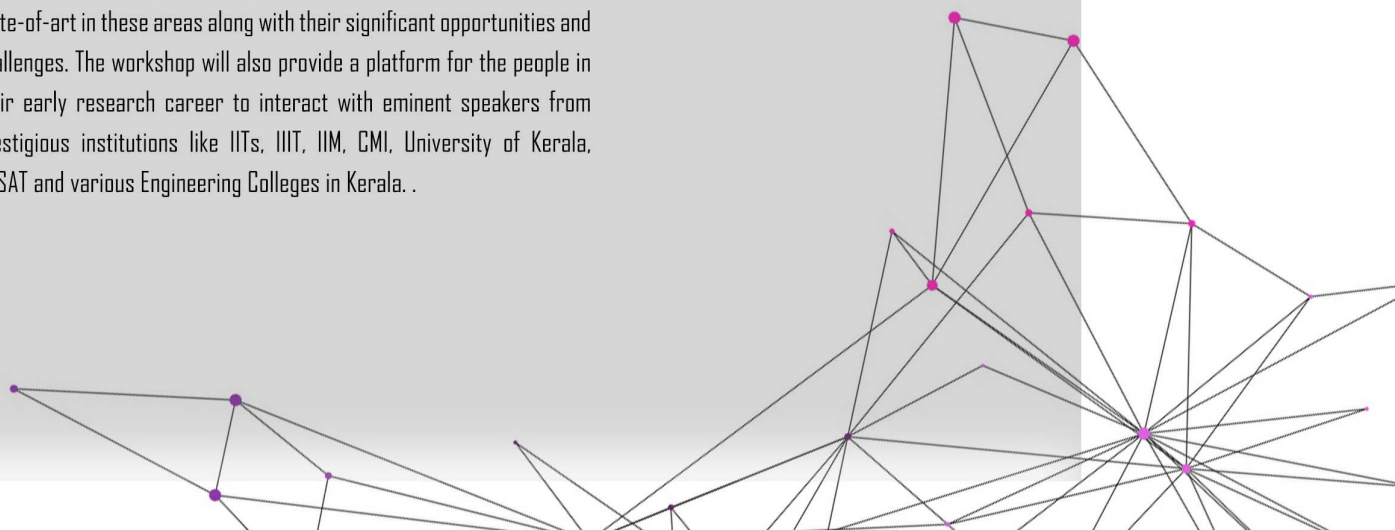 te-of-art in these areas along with their significant opportunities and
allenges. The workshop will also provide a platform for the people in
ir early research career to interact with eminent speakers from
estigious institutions like IITs, IIIT, IIM, CMI, University of Kerala,
SAT and various Engineering Colleges in Kerala. .